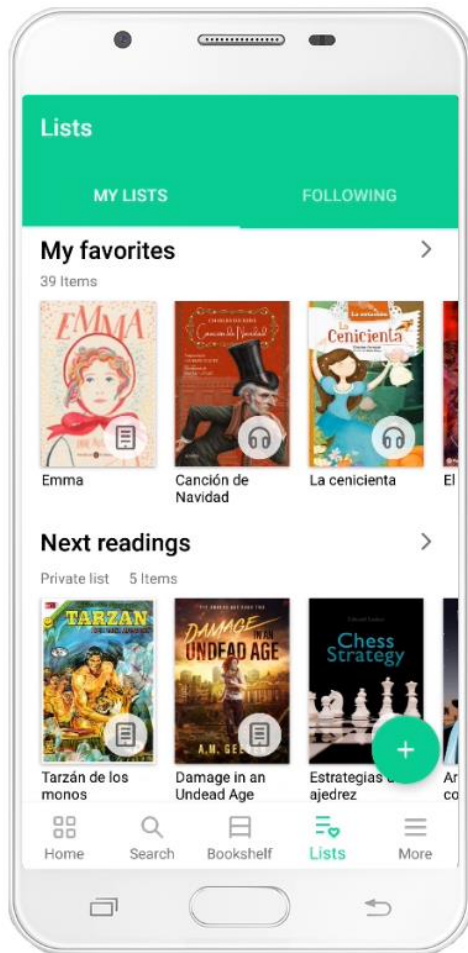 Lists
MY LISTS
FOLLOWING
My favorites
39 Items
EMMA
CHARLES DICKENS
Canción de Navidad
La
Cenicienta
Emma
Canción de
Navidad
La cenicienta
El
Next readings
Private list 5 Items
TARZAN
DAMAGE IN AN
UNDEAD AGE
A.M. GEE
Chess
Strategy
Tarzán de los
monos
Damage in an
Undead Age
Estrategias
ajedrez
Home
Search
Bookshelf
Lists
More